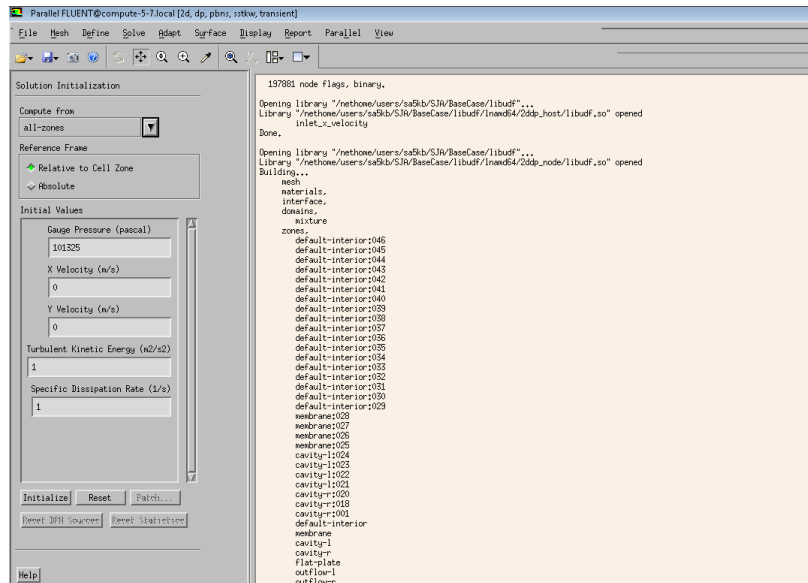 Parallel FLUENT@compute-5-7.local [2d, dp, pbns, sstkw, transient]
File Mesh Define Solve Adapt Surface Display Report Parallel View
Solution Initialization
Compute from
all-zones
Reference Frame
Relative to Cell Zone
Absolute
Initial Values
Gauge Pressure (pascal)
101325
X Velocity (m/s)
0
Y Velocity (m/s)
0
Turbulent Kinetic Energy (m2/s2)
1
Specific Dissipation Rate (1/s)
1
Initialize Reset Patch...
Reset DPM Sources Reset Statistics
Help
197881 node flags, binary.
Opening library "/nethome/users/sa5kb/SJA/BaseCase/libudf"...
Library "/nethome/users/sa5kb/SJA/BaseCase/libudf/lnamd64/2ddp_host/libudf.so" opened
inlet_x_velocity
Done.
Opening library "/nethome/users/sa5kb/SJA/BaseCase/libudf"...
Library "/nethome/users/sa5kb/SJA/BaseCase/libudf/lnamd64/2ddp_node/libudf.so" opened
Building...
mesh
materials,
interface,
domains,
mixture
zones,
default-interior:046
default-interior:045
default-interior:044
default-interior:043
default-interior:042
default-interior:041
default-interior:040
default-interior:039
default-interior:038
default-interior:037
default-interior:036
default-interior:035
default-interior:034
default-interior:033
default-interior:032
default-interior:031
default-interior:030
default-interior:029
membrane:028
membrane:027
membrane:026
membrane:025
cavity-l:024
cavity-l:023
cavity-l:022
cavity-l:021
cavity-r:020
cavity-r:018
cavity-r:001
default-interior
membrane
cavity-l
cavity-r
flat-plate
outflow-l
outflow-r